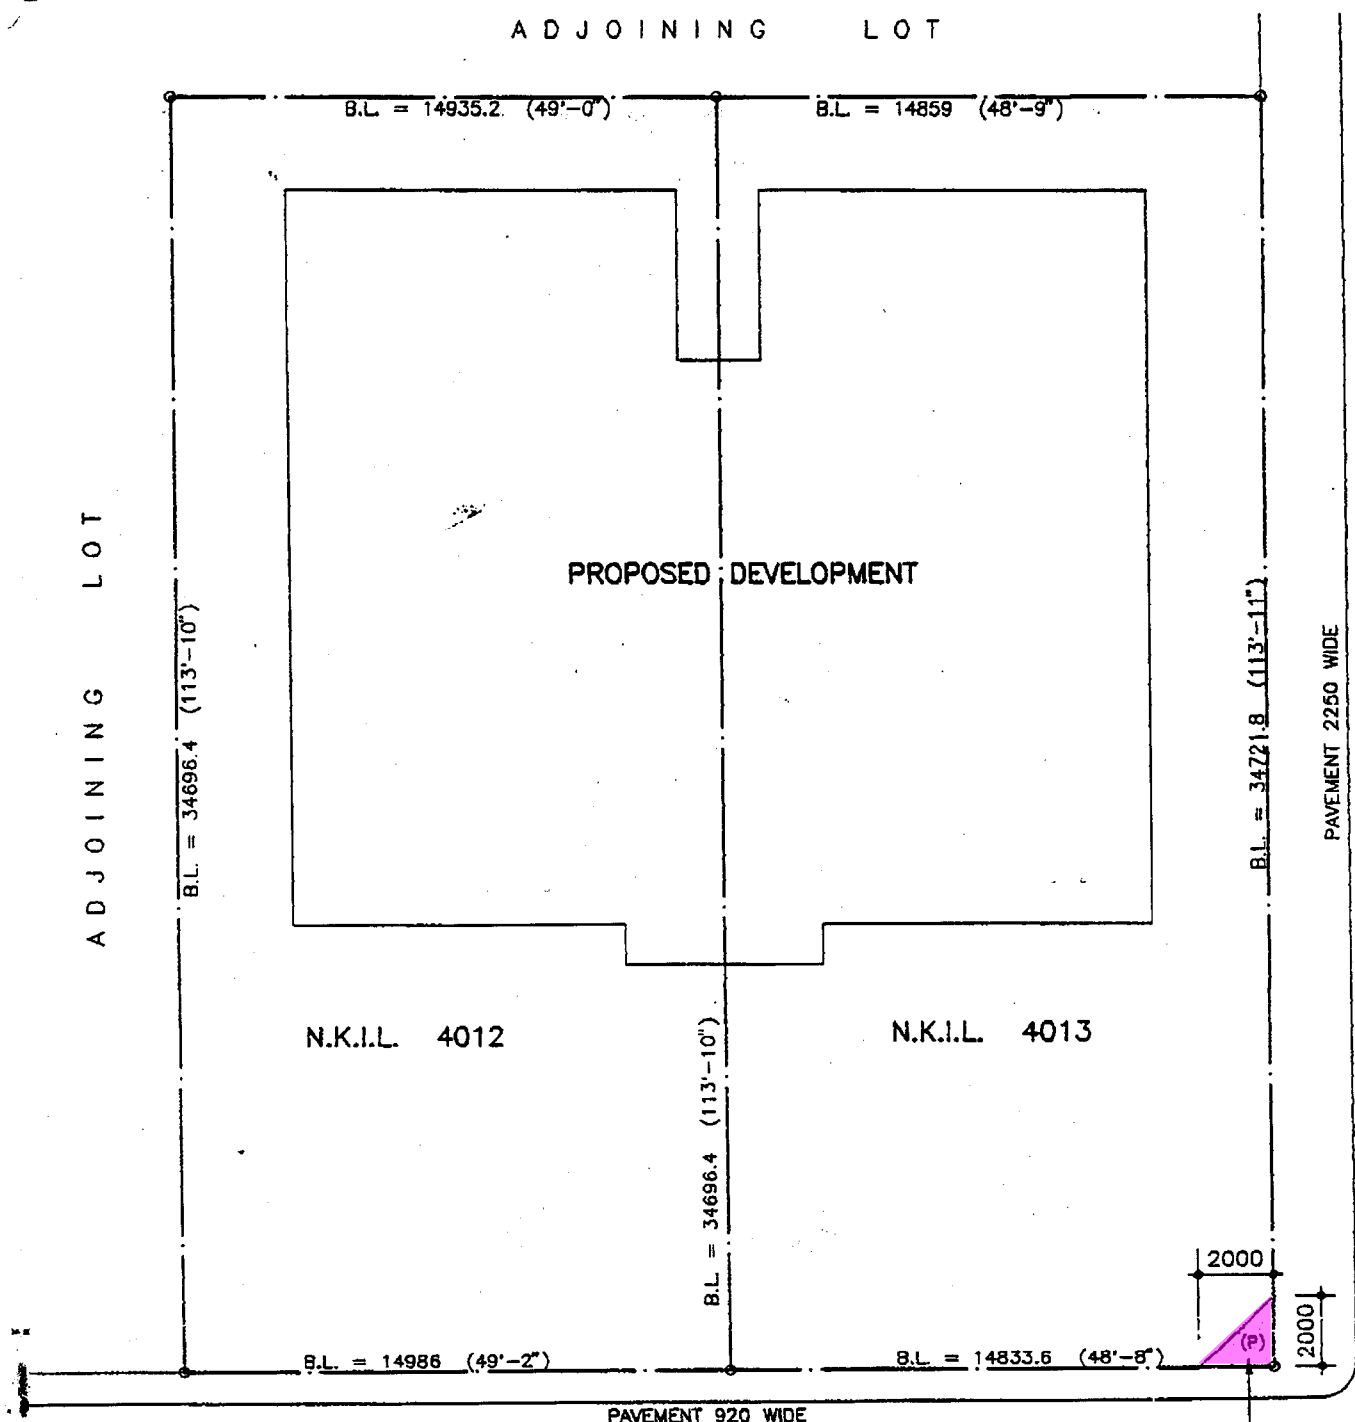 ADJOINING LOT
B.L. = 14935.2 (49'-0")
B.L. = 14859 (48'-9")
ADJOINING LOT
PROPOSED DEVELOPMENT
B.L. = 34696.4 (113'-10")
B.L. = 34721.8 (113'-11")
PAVEMENT 2250 WIDE
N.K.I.L. 4012
N.K.I.L. 4013
B.L. = 34696.4 (113'-10")
2000
2000
(P)
B.L. = 14986 (49'-2")
B.L. = 14833.6 (48'-8")
PAVEMENT 920 WIDE